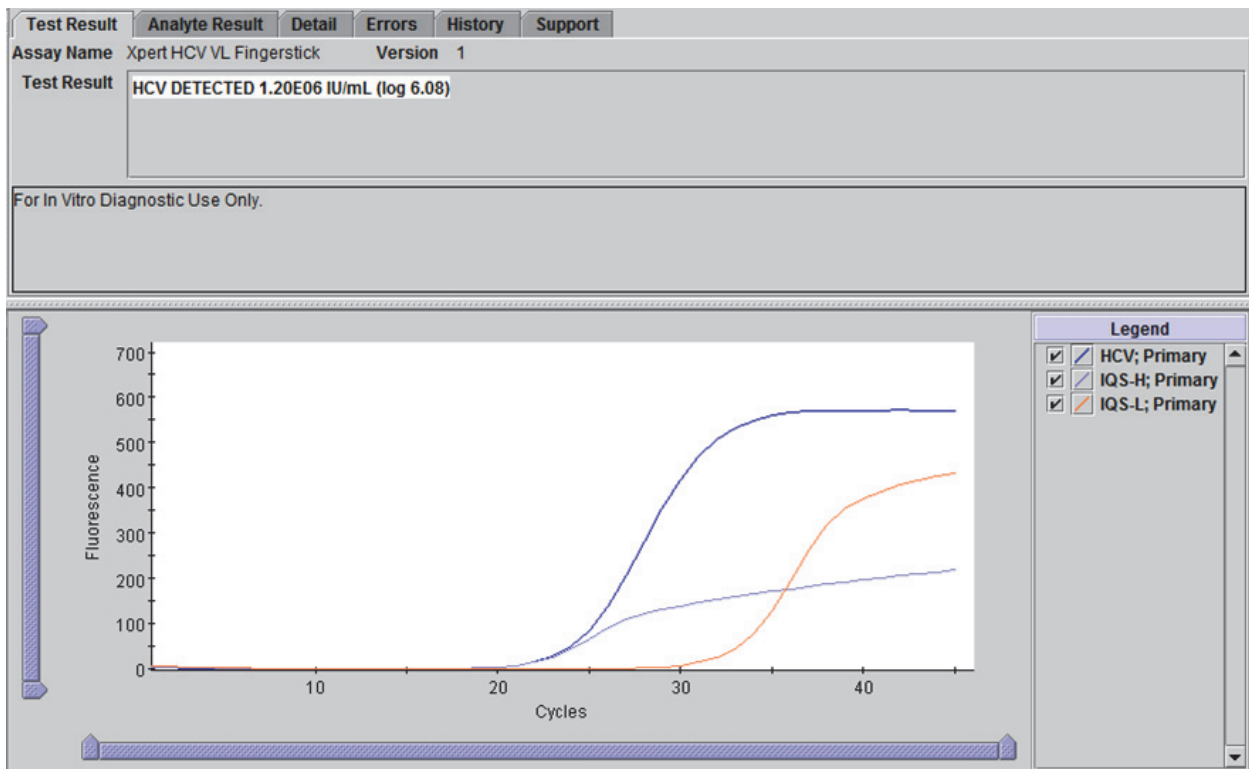 Test Result Analyte Result Detail Errors History Support
Assay Name Xpert HCV VL Fingerstick Version 1
Test Result HCV DETECTED 1.20E06 IU/mL (log 6.08)
For In Vitro Diagnostic Use Only.
700
600
500
400
300
200
100
0
Fluorescence
10 20 30 40
Cycles
Legend
HCV; Primary
IQS-H; Primary
IQS-L; Primary